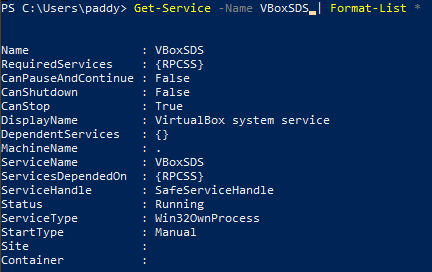 PS C:\Users\paddy> Get-Service -Name VBoxSDS | Format-List *
Name : VBoxSDS
RequiredServices : {RPCSS}
CanPauseAndContinue : False
CanShutdown : False
CanStop : True
DisplayName : VirtualBox system service
DependentServices : {}
MachineName : .
ServiceName : VBoxSDS
ServicesDependedOn : {RPCSS}
ServiceHandle : SafeServiceHandle
Status : Running
ServiceType : Win32OwnProcess
StartType : Manual
Site :
Container :